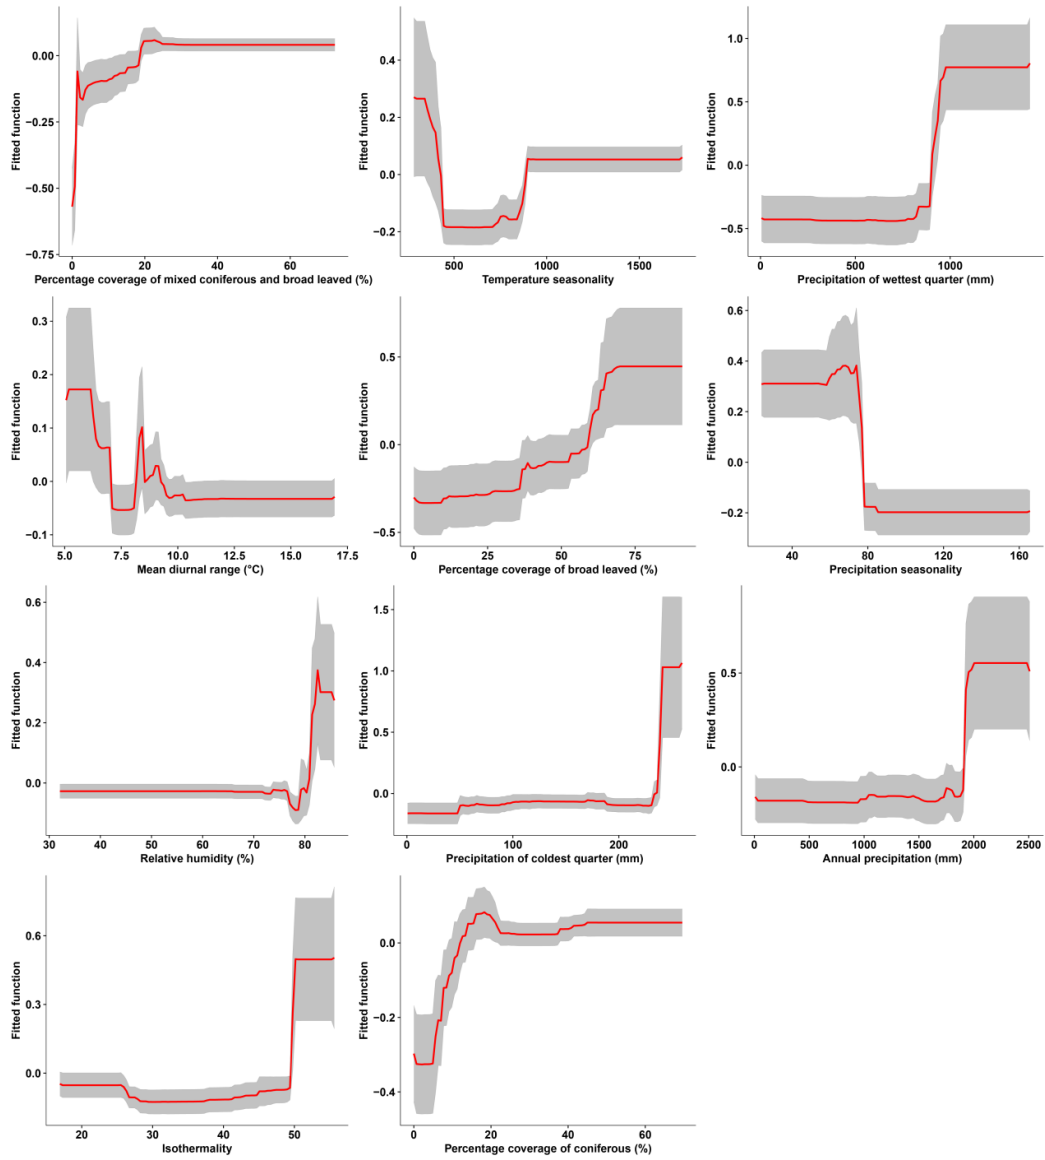 Fitted function
0.00
−0.25
−0.50
−0.75
0 20 40 60
Percentage coverage of mixed coniferous and broad leaved (%)
Fitted function
0.4
0.2
0.0
−0.2
500 1000 1500
Temperature seasonality
Fitted function
1.0
0.5
0.0
−0.5
0 500 1000
Precipitation of wettest quarter (mm)
Fitted function
0.3
0.2
0.1
0.0
−0.1
5.0 7.5 10.0 12.5 15.0 17.5
Mean diurnal range (°C)
Fitted function
0.5
0.0
−0.5
0 25 50 75
Percentage coverage of broad leaved (%)
Fitted function
0.6
0.4
0.2
0.0
−0.2
40 80 120 160
Precipitation seasonality
Fitted function
0.6
0.4
0.2
0.0
30 40 50 60 70 80
Relative humidity (%)
Fitted function
1.5
1.0
0.5
0.0
0 100 200
Precipitation of coldest quarter (mm)
Fitted function
0.5
0.0
0 500 1000 1500 2000 2500
Annual precipitation (mm)
Fitted function
0.6
0.3
0.0
20 30 40 50
Isothermality
Fitted function
0.0
−0.2
−0.4
0 20 40 60
Percentage coverage of coniferous (%)